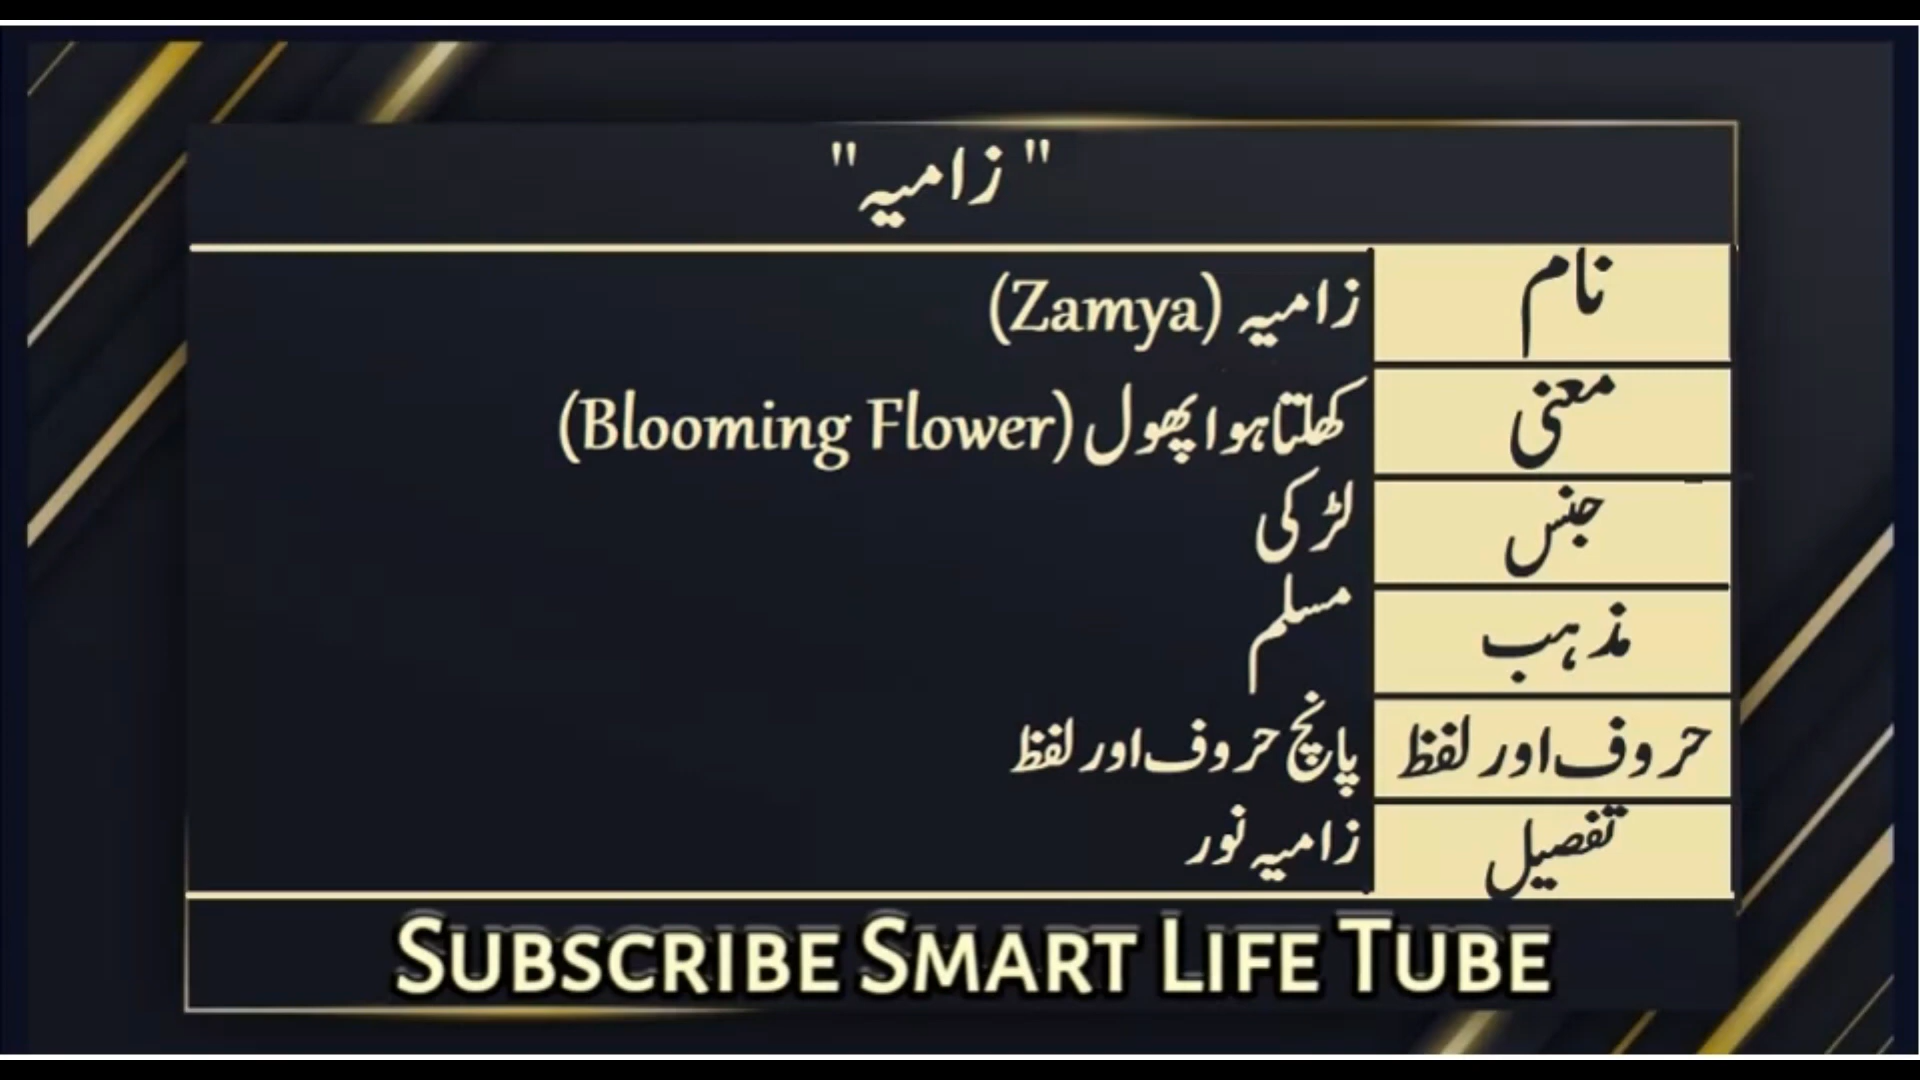 "زامیہ"
نام زامیہ (Zamya)
معنی کھلتا ہوا پھول (Blooming Flower)
جنس لڑکی
مذہب مسلم
حروف اور لفظ پانچ حروف اور لفظ
تفصیل زامیہ نور
SUBSCRIBE SMART LIFE TUBE